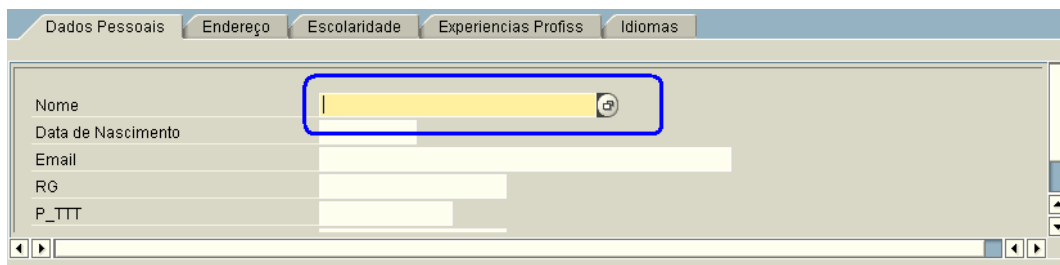 Dados Pessoais Endereço Escolaridade Experiencias Profiss Idiomas
Nome
Data de Nascimento
Email
RG
P_TTT